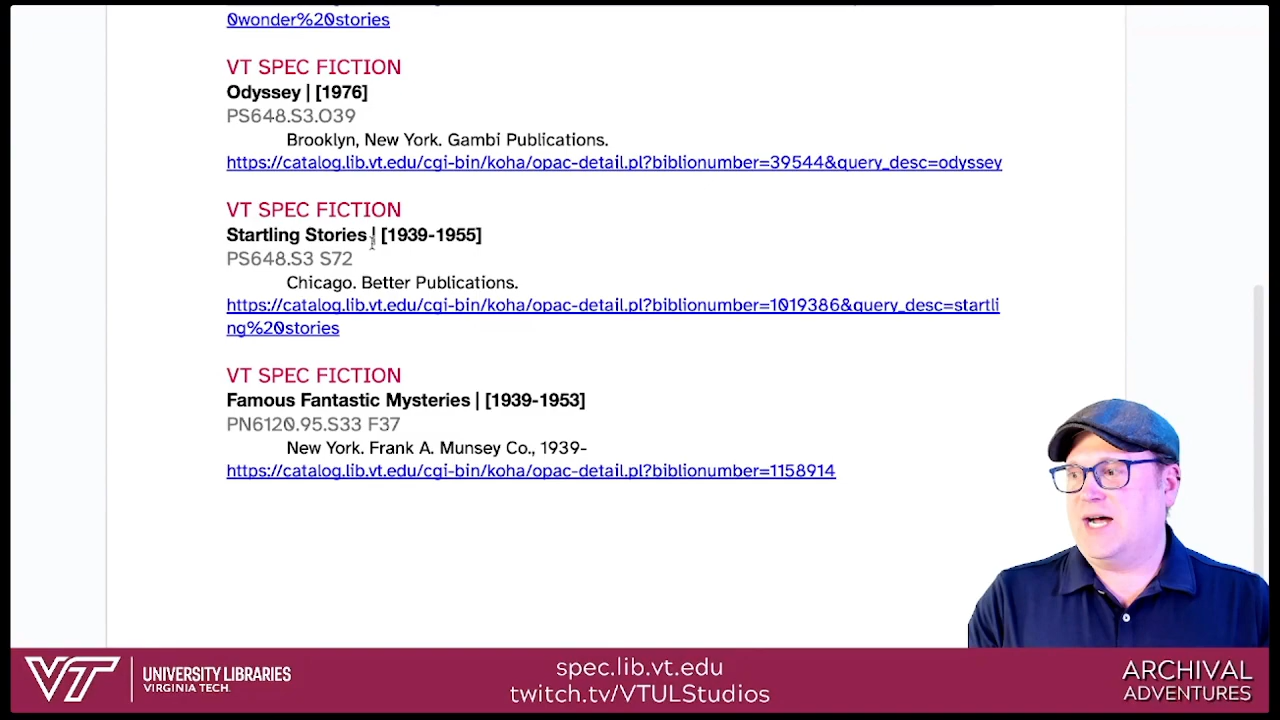 0wonder%20stories
VT SPEC FICTION
Odyssey | [1976]
PS648.S3.O39
Brooklyn, New York. Gambi Publications.
https://catalog.lib.vt.edu/cgi-bin/koha/opac-detail.pl?biblionumber=39544&query_desc=odyssey
VT SPEC FICTION
Startling Stories | [1939-1955]
PS648.S3 S72
Chicago. Better Publications.
https://catalog.lib.vt.edu/cgi-bin/koha/opac-detail.pl?biblionumber=1019386&query_desc=startli
ng%20stories
VT SPEC FICTION
Famous Fantastic Mysteries | [1939-1953]
PN6120.95.S33 F37
New York. Frank A. Munsey Co., 1939-
https://catalog.lib.vt.edu/cgi-bin/koha/opac-detail.pl?biblionumber=1158914
VT
UNIVERSITY LIBRARIES
VIRGINIA TECH.
spec.lib.vt.edu
twitch.tv/VTULStudios
ARCHIVAL
ADVENTURES